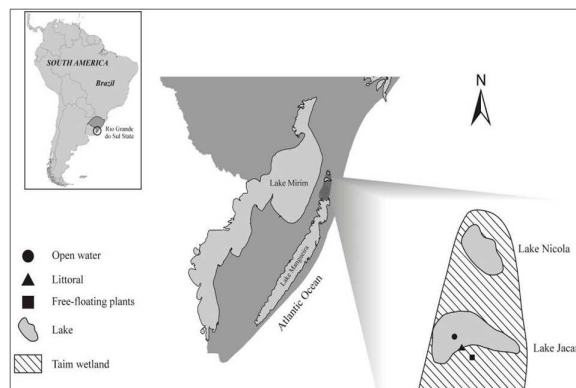 SOUTH AMERICA
Brazil
Rio Grande
do Sul State
N
Lake Mirim
Lake Mangueira
Atlantic Ocean
Open water
Littoral
Free-floating plants
Lake
Taim wetland
Lake Nicola
Lake Jacar